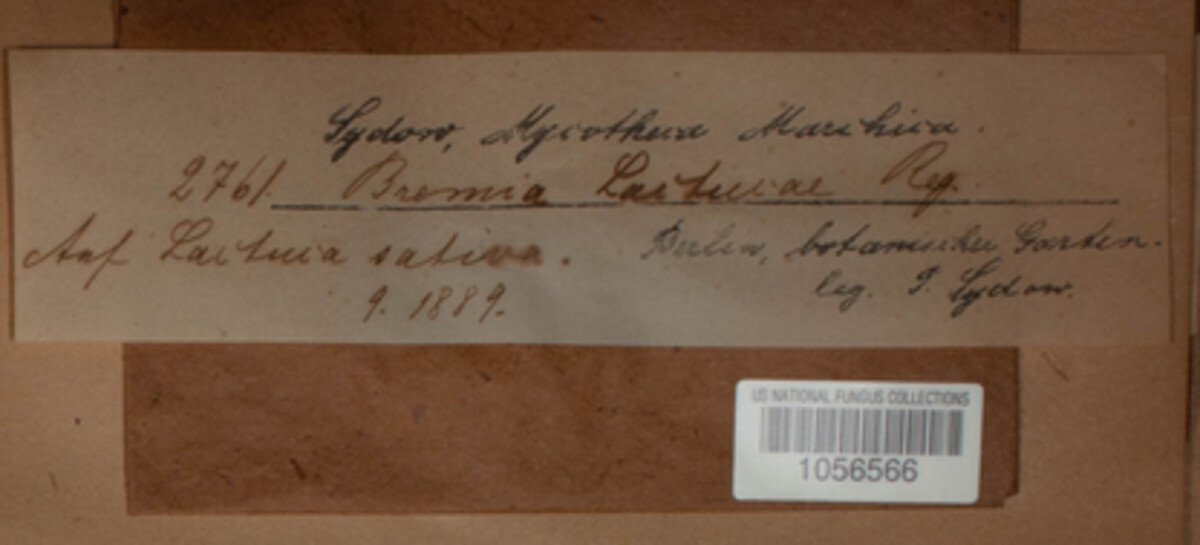 Sydow, Mycotheca Marchica.
2761. Bremia Lactucae Reg.
Auf Lactuca sativa. Berlin, botanischer Garten.
9. 1889. leg. P. Sydow.
US NATIONAL FUNGUS COLLECTIONS
1056566